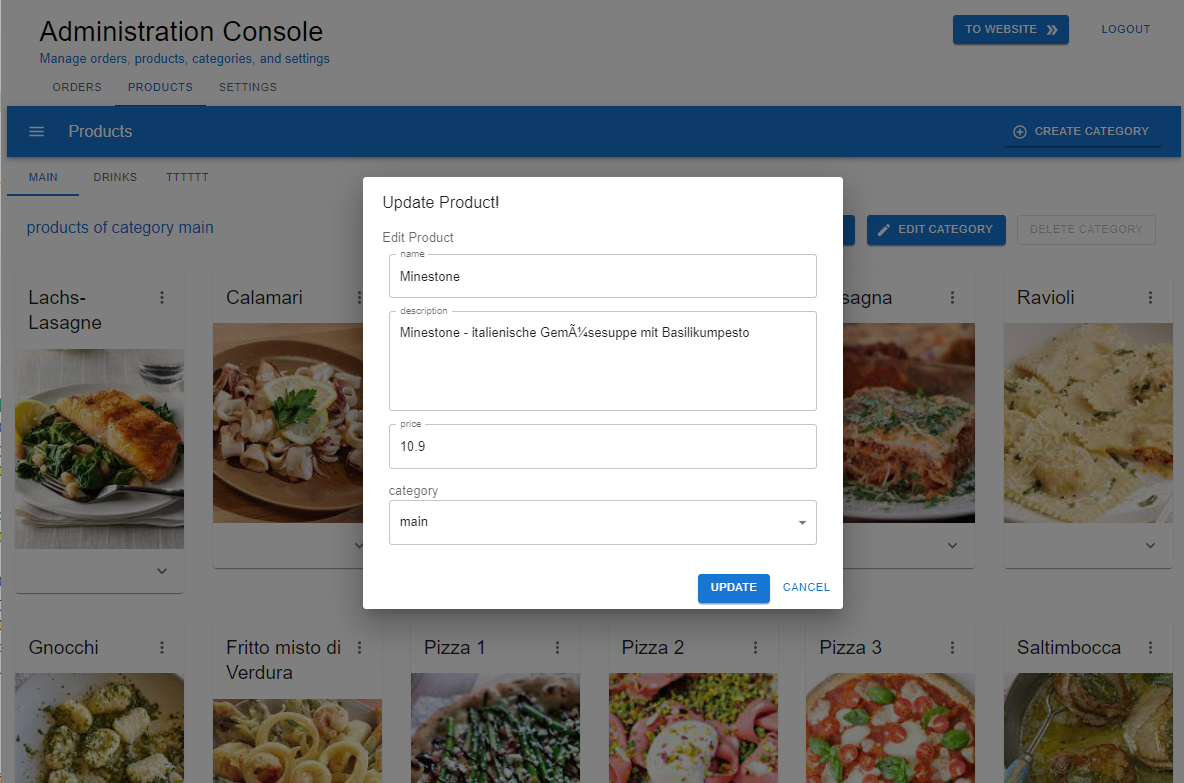 Administration Console
TO WEBSITE
LOGOUT
Manage orders, products, categories, and settings
ORDERS
PRODUCTS
SETTINGS
Products
CREATE CATEGORY
MAIN
DRINKS
TTTTTT
products of category main
EDIT CATEGORY
DELETE CATEGORY
Update Product!
Edit Product
name
Minestone
description
Minestone - italienische GemÃ¼sesuppe mit Basilikumpesto
price
10.9
category
main
UPDATE
CANCEL
Lachs-
Lasagne
Calamari
sagna
Ravioli
Gnocchi
Fritto misto di
Verdura
Pizza 1
Pizza 2
Pizza 3
Saltimbocca